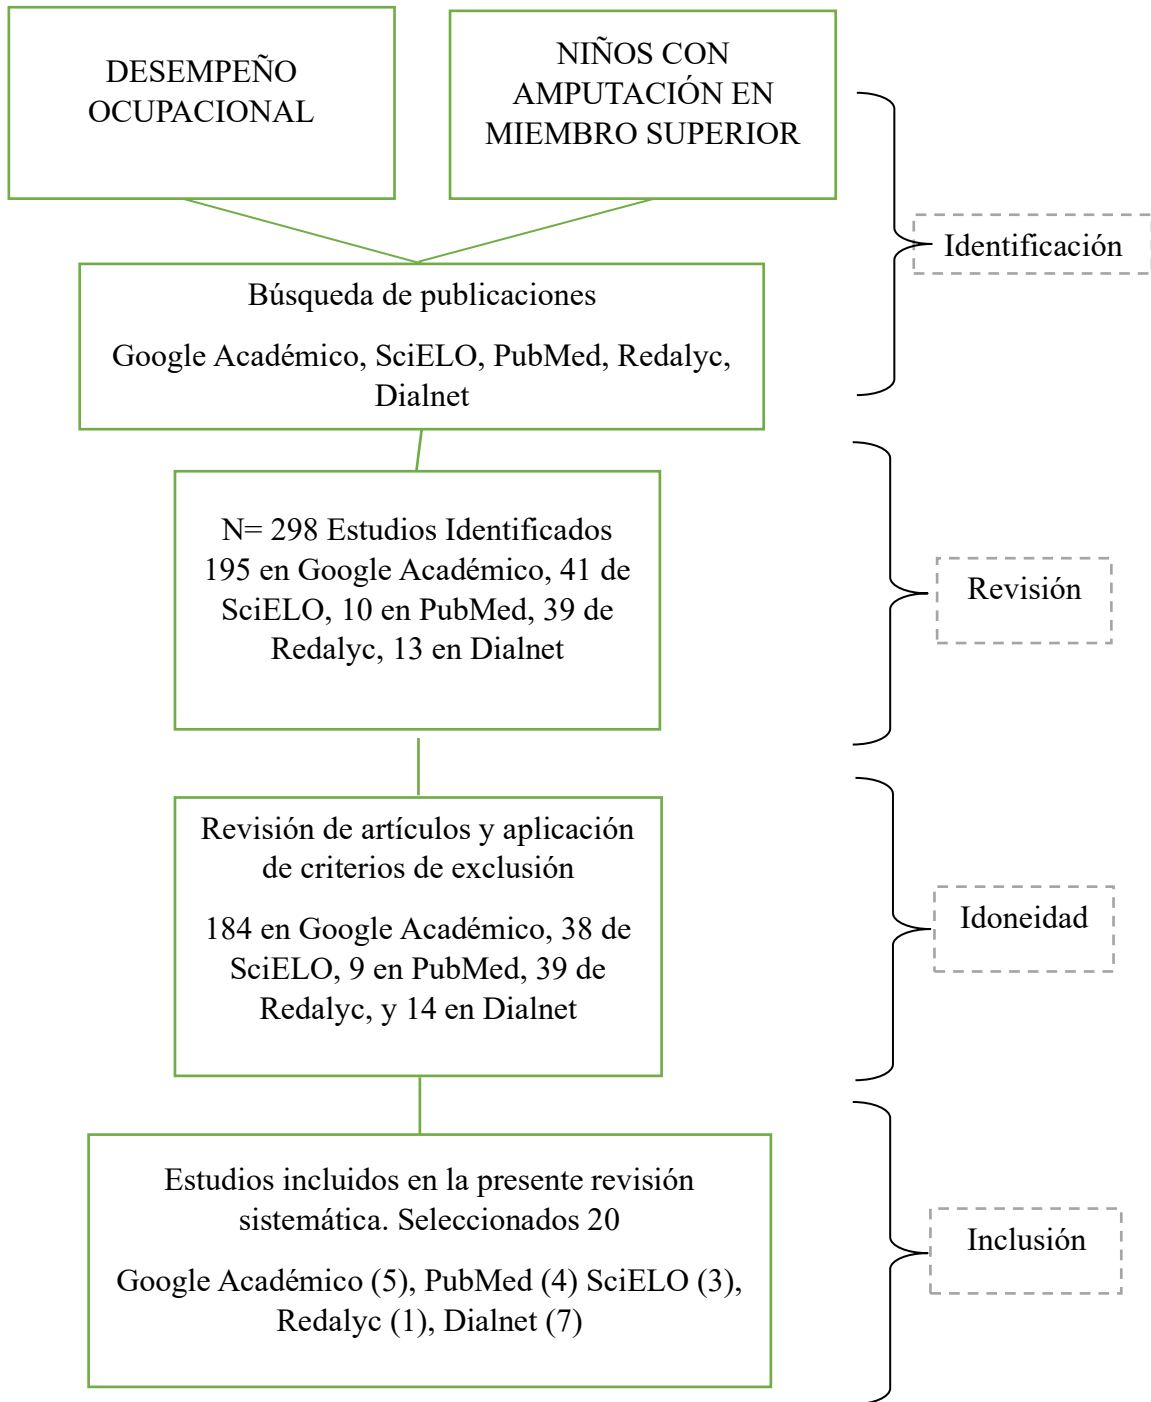 DESEMPEÑO
OCUPACIONAL
NIÑOS CON
AMPUTACIÓN EN
MIEMBRO SUPERIOR
Identificación
Búsqueda de publicaciones
Google Académico, SciELO, PubMed, Redalyc,
Dialnet
N= 298 Estudios Identificados
195 en Google Académico, 41 de
SciELO, 10 en PubMed, 39 de
Redalyc, 13 en Dialnet
Revisión
Revisión de artículos y aplicación
de criterios de exclusión
184 en Google Académico, 38 de
SciELO, 9 en PubMed, 39 de
Redalyc, y 14 en Dialnet
Idoneidad
Estudios incluidos en la presente revisión
sistemática. Seleccionados 20
Google Académico (5), PubMed (4) SciELO (3),
Redalyc (1), Dialnet (7)
Inclusión